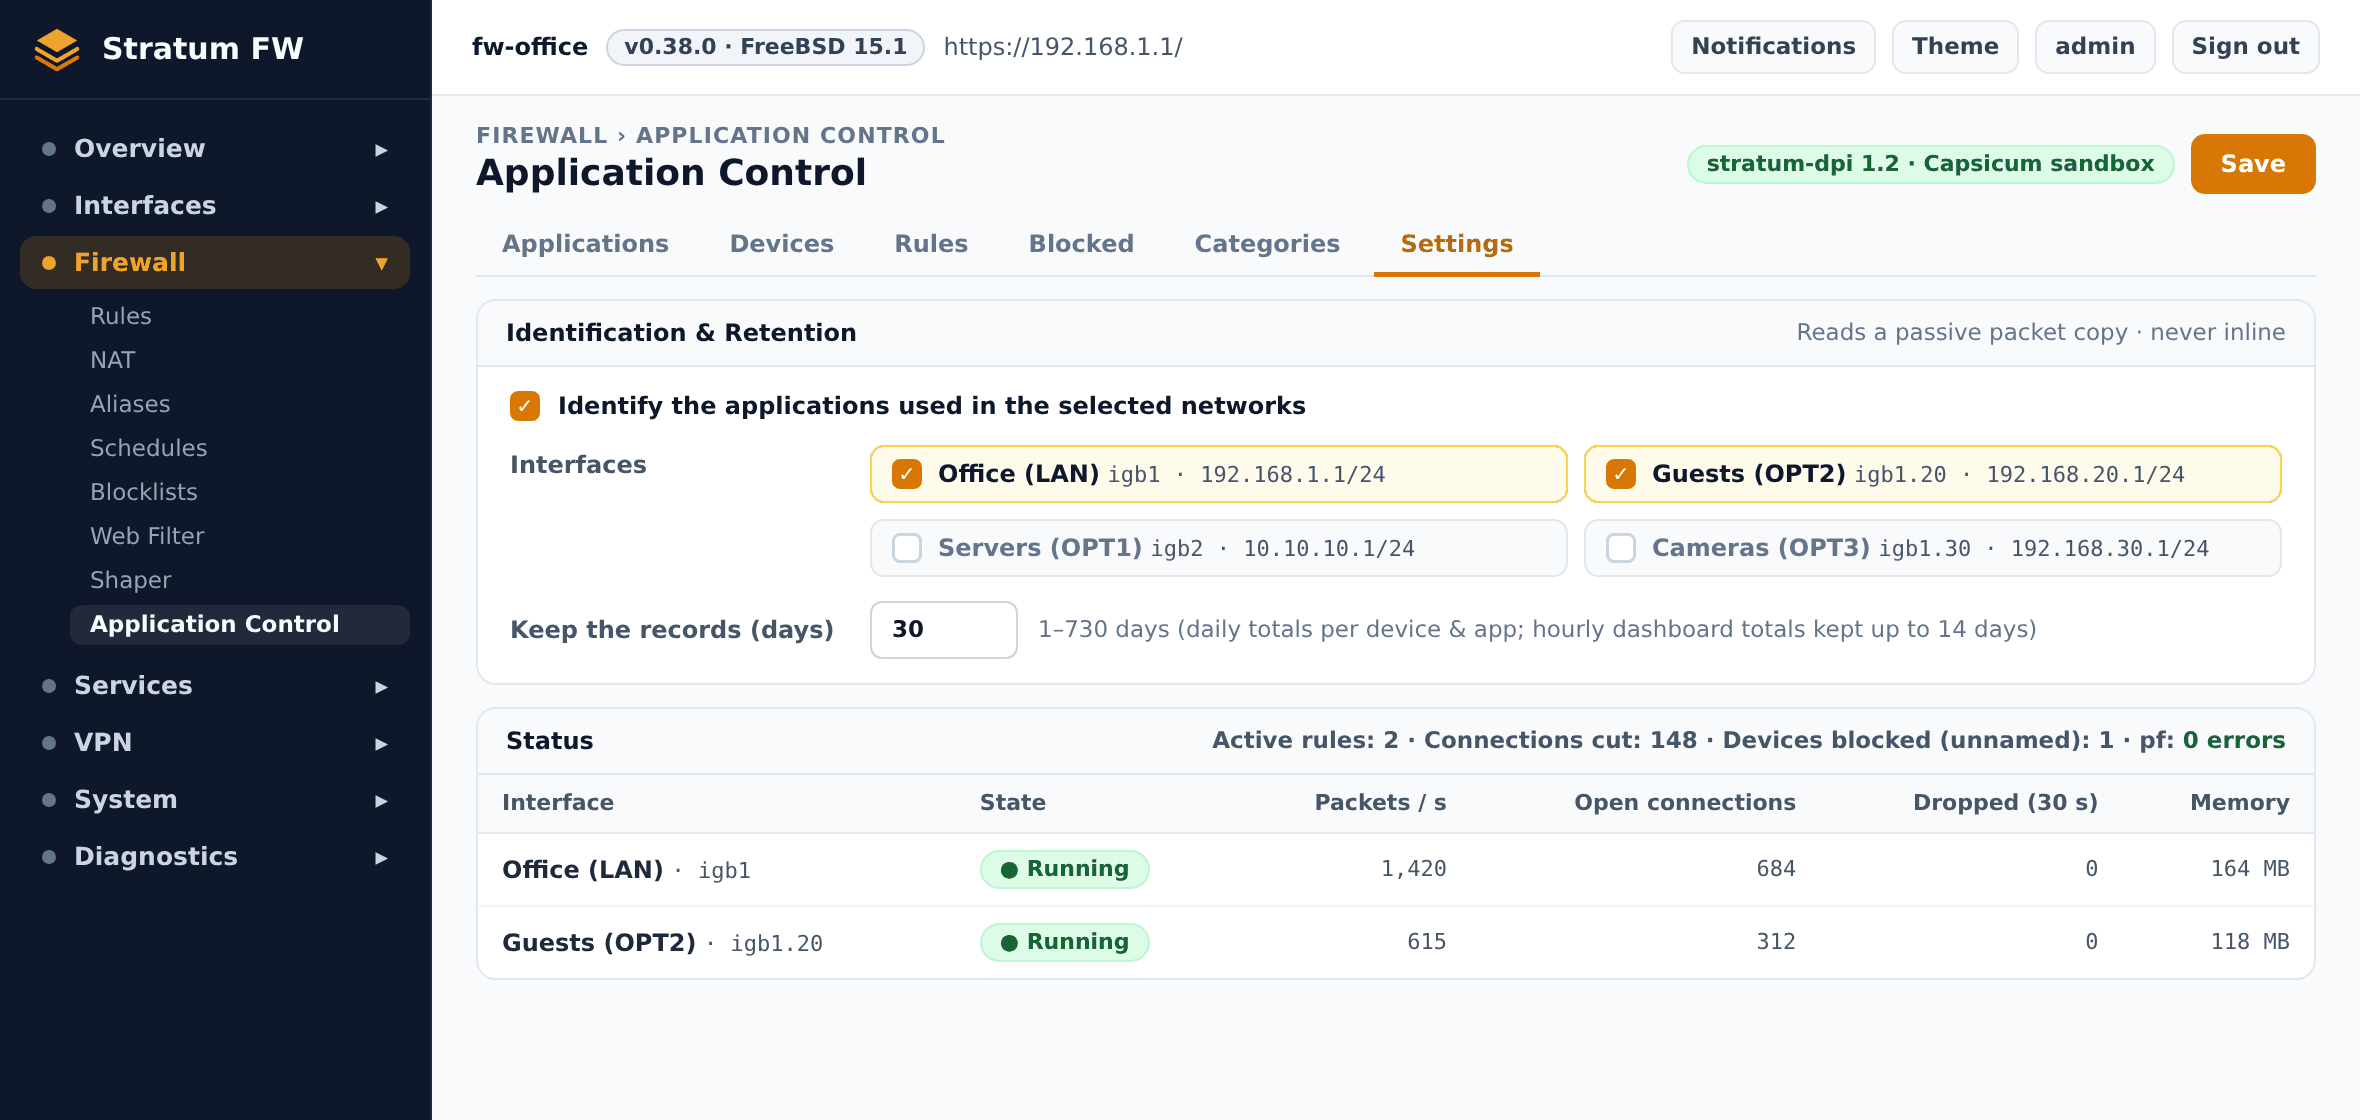 Stratum FW
fw-office
v0.38.0 · FreeBSD 15.1
https://192.168.1.1/
Notifications
Theme
admin
Sign out
Overview ▶
Interfaces ▶
Firewall ▼
Rules
NAT
Aliases
Schedules
Blocklists
Web Filter
Shaper
Application Control
Services ▶
VPN ▶
System ▶
Diagnostics ▶
FIREWALL › APPLICATION CONTROL
Application Control
stratum-dpi 1.2 · Capsicum sandbox
Save
Applications Devices Rules Blocked Categories Settings
Identification & Retention
Reads a passive packet copy · never inline
✓ Identify the applications used in the selected networks
Interfaces
✓ Office (LAN) igb1 · 192.168.1.1/24
✓ Guests (OPT2) igb1.20 · 192.168.20.1/24
Servers (OPT1) igb2 · 10.10.10.1/24
Cameras (OPT3) igb1.30 · 192.168.30.1/24
Keep the records (days) 30 1–730 days (daily totals per device & app; hourly dashboard totals kept up to 14 days)
Status
Active rules: 2 · Connections cut: 148 · Devices blocked (unnamed): 1 · pf: 0 errors
Interface State Packets / s Open connections Dropped (30 s) Memory
Office (LAN) · igb1 ● Running 1,420 684 0 164 MB
Guests (OPT2) · igb1.20 ● Running 615 312 0 118 MB